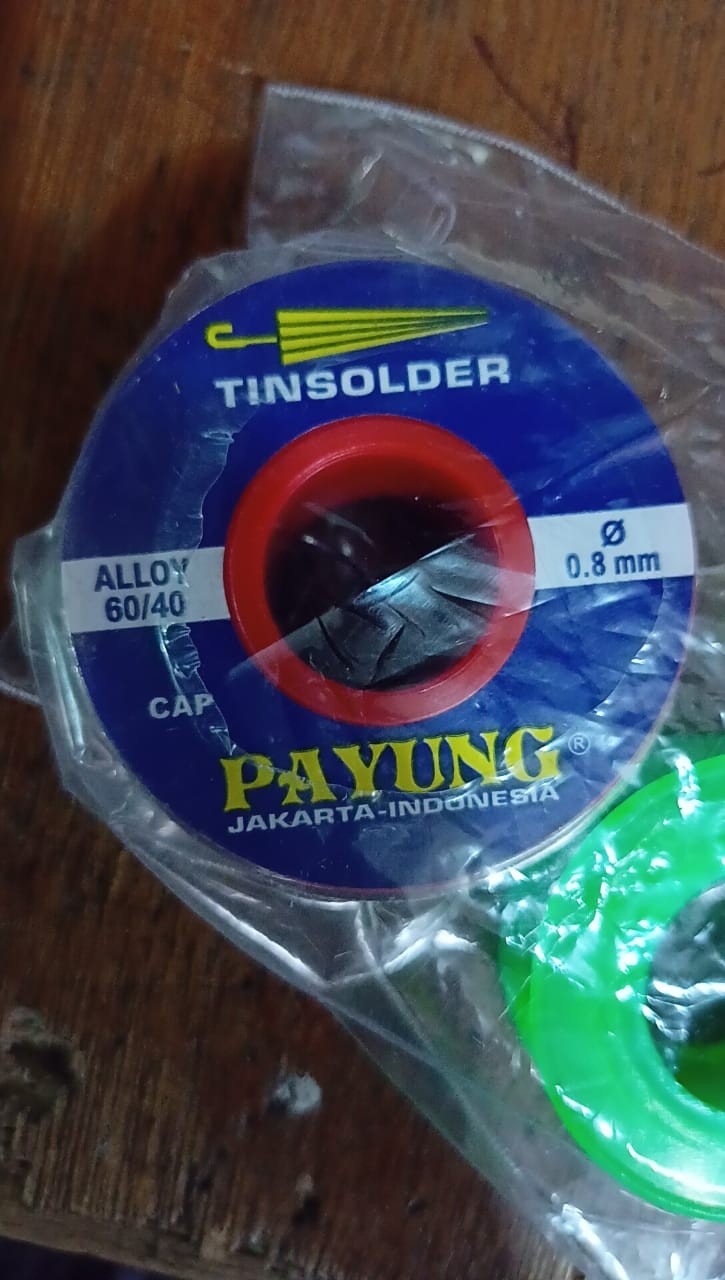 TINSOLDER
ALLOY
60/40
Ø
0.8 mm
CAP
PAYUNG®
JAKARTA-INDONESIA